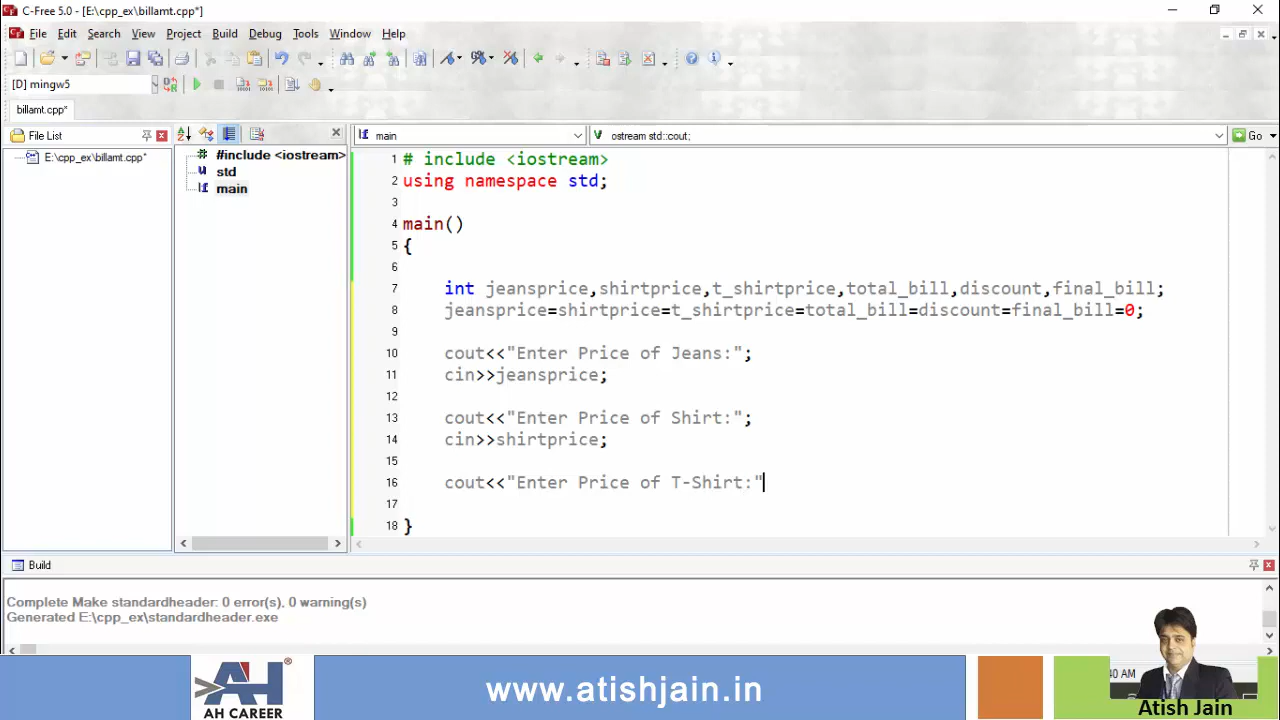 C-Free 5.0 - [E:\cpp_ex\billamt.cpp*]
File Edit Search View Project Build Debug Tools Window Help
[D] mingw5
billamt.cpp*
File List
main
ostream std::cout;
Go
E:\cpp_ex\billamt.cpp*
#include <iostream>
std
main
1 # include <iostream>
2 using namespace std;
3
4 main()
5 {
6
7 int jeansprice,shirtprice,t_shirtprice,total_bill,discount,final_bill;
8 jeansprice=shirtprice=t_shirtprice=total_bill=discount=final_bill=0;
9
10 cout<<"Enter Price of Jeans:";
11 cin>>jeansprice;
12
13 cout<<"Enter Price of Shirt:";
14 cin>>shirtprice;
15
16 cout<<"Enter Price of T-Shirt:"
17
18 }
Build
Complete Make standardheader: 0 error(s), 0 warning(s)
Generated E:\cpp_ex\standardheader.exe
AH
AH CAREER
www.atishjain.in
40 AM
Atish Jain